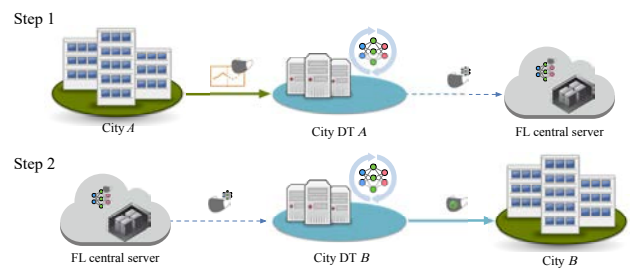 Step 1
City A
City DT A
FL central server
Step 2
FL central server
City DT B
City B